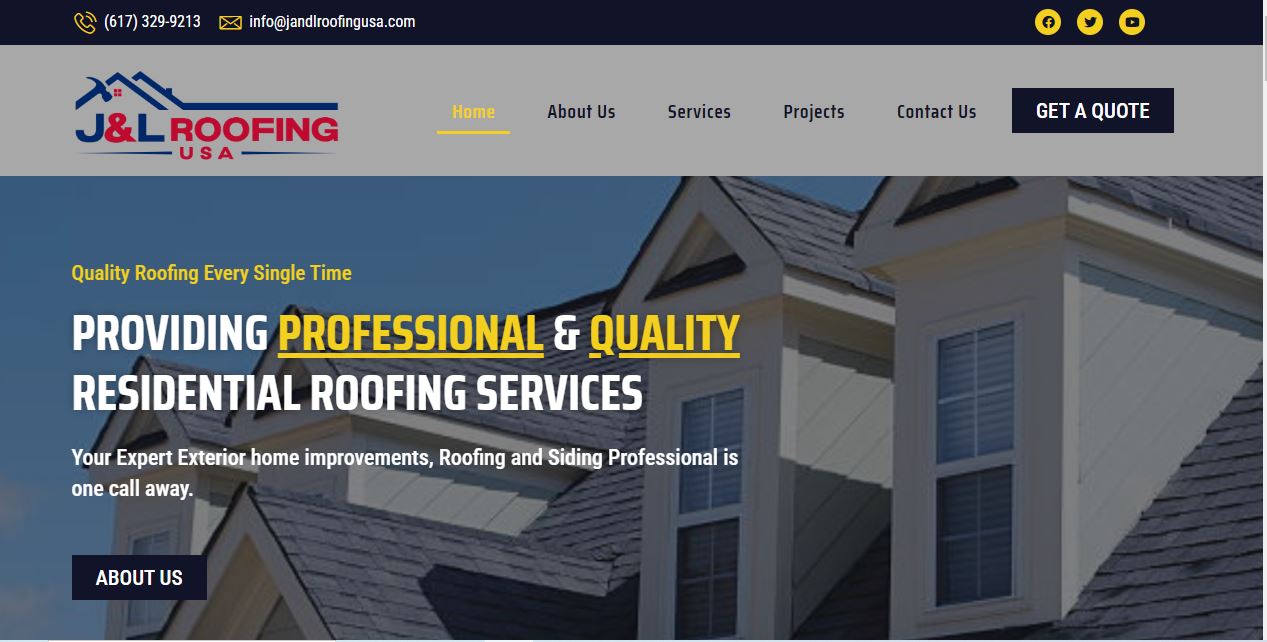 (617) 329-9213 info@jandlroofingusa.com
J&L ROOFING
USA
Home About Us Services Projects Contact Us GET A QUOTE
Quality Roofing Every Single Time
PROVIDING PROFESSIONAL & QUALITY
RESIDENTIAL ROOFING SERVICES
Your Expert Exterior home improvements, Roofing and Siding Professional is
one call away.
ABOUT US